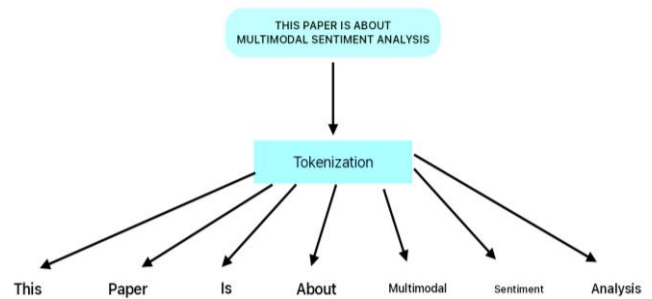 THIS PAPER IS ABOUT
MULTIMODAL SENTIMENT ANALYSIS
Tokenization
This Paper Is About Multimodal Sentiment Analysis